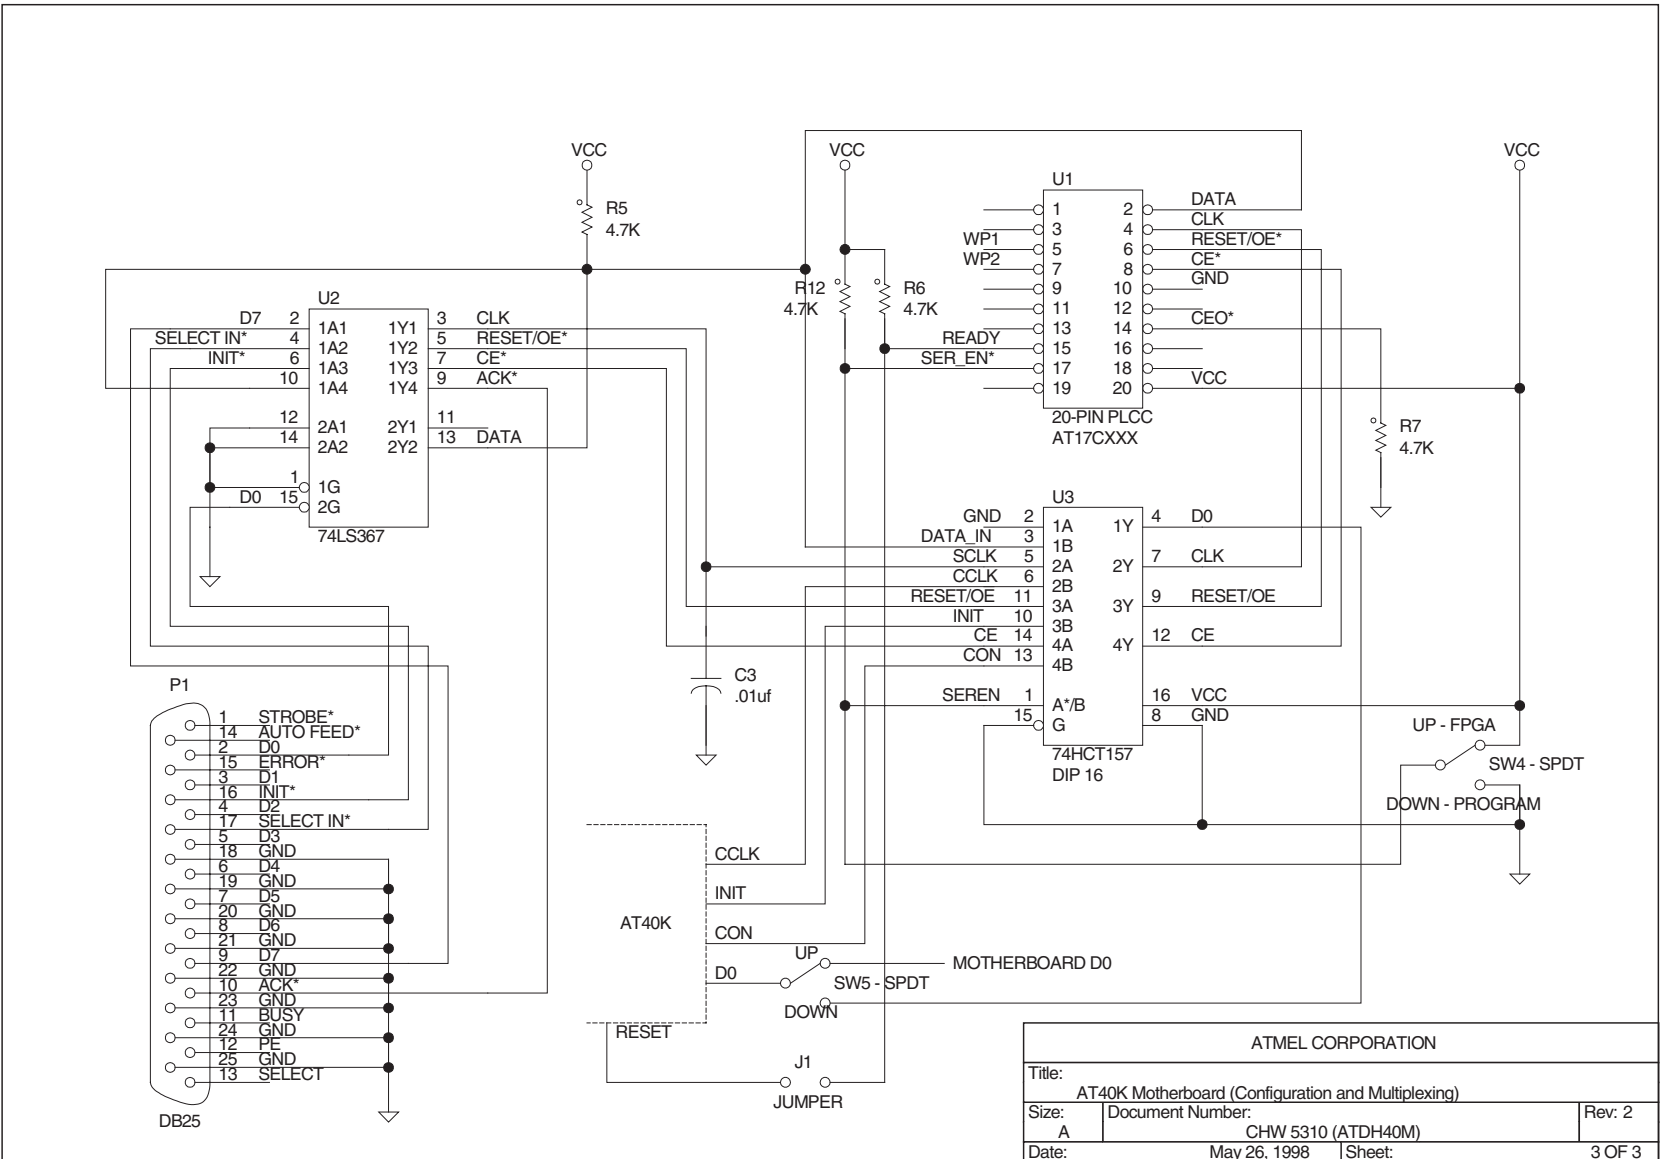 VCC
VCC
VCC
R5
4.7K
R12
4.7K
R6
4.7K
U1
1 2 DATA
3 4 CLK
WP1 5 6 RESET/OE*
WP2 7 8 CE*
9 10 GND
11 12
13 14 CEO*
READY 15 16
SER_EN* 17 18
19 20 VCC
20-PIN PLCC
AT17CXXX
R7
4.7K
U2
D7 2 1A1 1Y1 3 CLK
SELECT IN* 4 1A2 1Y2 5 RESET/OE*
INIT* 6 1A3 1Y3 7 CE*
10 1A4 1Y4 9 ACK*
12 2A1 2Y1 11
14 2A2 2Y2 13 DATA
1 1G
D0 15 2G
74LS367
U3
GND 2 1A 1Y 4 D0
DATA_IN 3 1B
SCLK 5 2A 2Y 7 CLK
CCLK 6 2B
RESET/OE 11 3A 3Y 9 RESET/OE
INIT 10 3B
CE 14 4A 4Y 12 CE
CON 13 4B
SEREN 1 A*/B 16 VCC
15 G 8 GND
74HCT157
DIP 16
C3
.01uf
UP - FPGA
SW4 - SPDT
DOWN - PROGRAM
P1
1 STROBE*
14 AUTO FEED*
2 D0
15 ERROR*
3 D1
16 INIT*
4 D2
17 SELECT IN*
5 D3
18 GND
6 D4
19 GND
7 D5
20 GND
8 D6
21 GND
9 D7
22 GND
10 ACK*
23 GND
11 BUSY
24 GND
12 PE
25 GND
13 SELECT
DB25
AT40K
CCLK
INIT
CON
D0
RESET
UP
MOTHERBOARD D0
SW5 - SPDT
DOWN
J1
JUMPER
ATMEL CORPORATION
Title:
AT40K Motherboard (Configuration and Multiplexing)
Size: A
Document Number: CHW 5310 (ATDH40M)
Rev: 2
Date: May 26, 1998
Sheet: 3 OF 3